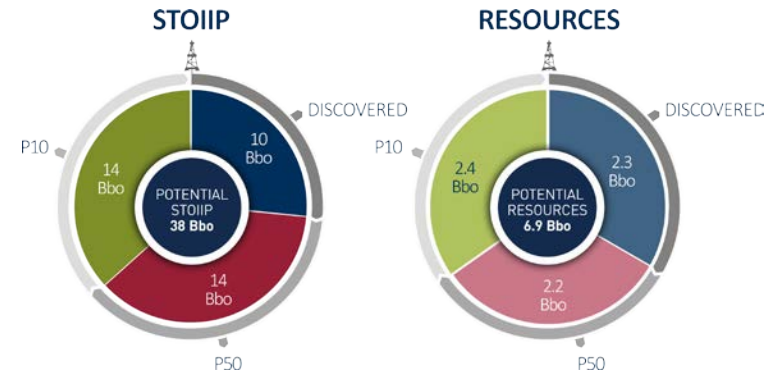 STOIIP
DISCOVERED
10
Bbo
P10
14
Bbo
POTENTIAL
STOIIP
38 Bbo
14
Bbo
P50
RESOURCES
DISCOVERED
P10
2.4
Bbo
2.3
Bbo
POTENTIAL
RESOURCES
6.9 Bbo
2.2
Bbo
P50